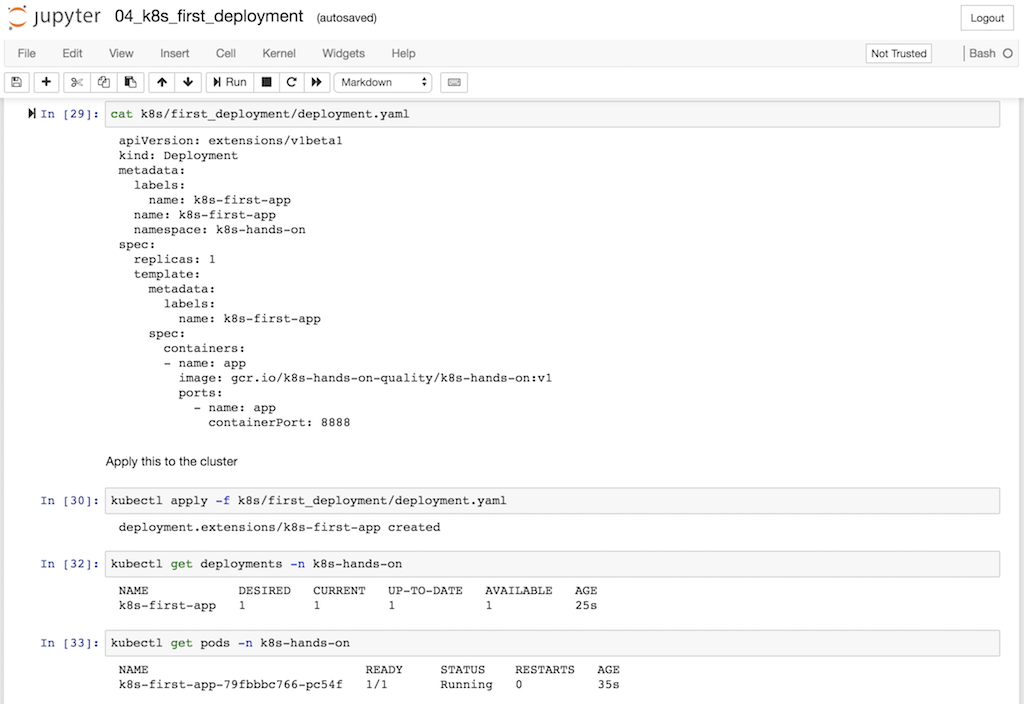 jupyter 04_k8s_first_deployment (autosaved) Logout
File Edit View Insert Cell Kernel Widgets Help Not Trusted Bash
Run Markdown
In [29]: cat k8s/first_deployment/deployment.yaml
apiVersion: extensions/v1beta1
kind: Deployment
metadata:
  labels:
    name: k8s-first-app
  name: k8s-first-app
  namespace: k8s-hands-on
spec:
  replicas: 1
  template:
    metadata:
      labels:
        name: k8s-first-app
    spec:
      containers:
      - name: app
        image: gcr.io/k8s-hands-on-quality/k8s-hands-on:v1
        ports:
          - name: app
            containerPort: 8888
Apply this to the cluster
In [30]: kubectl apply -f k8s/first_deployment/deployment.yaml
deployment.extensions/k8s-first-app created
In [32]: kubectl get deployments -n k8s-hands-on
NAME DESIRED CURRENT UP-TO-DATE AVAILABLE AGE
k8s-first-app 1 1 1 1 25s
In [33]: kubectl get pods -n k8s-hands-on
NAME READY STATUS RESTARTS AGE
k8s-first-app-79fbbbc766-pc54f 1/1 Running 0 35s